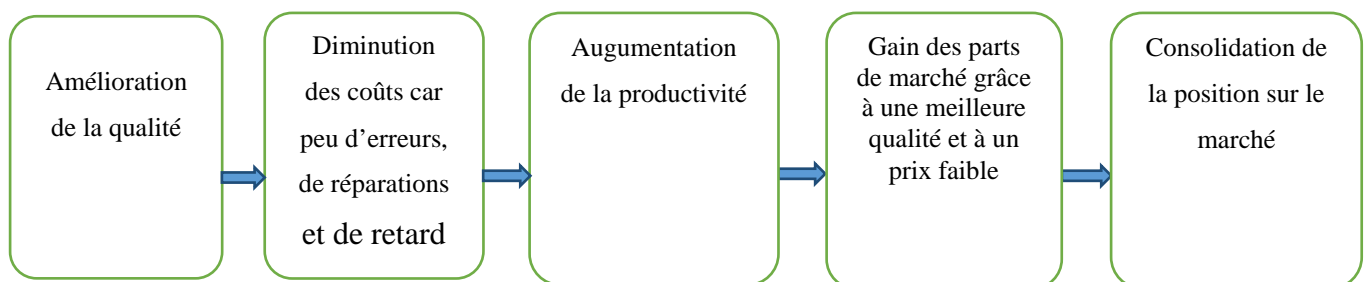 Amélioration
de la qualité
Diminution
des coûts car
peu d’erreurs,
de réparations
et de retard
Augumentation
de la productivité
Gain des parts
de marché grâce
à une meilleure
qualité et à un
prix faible
Consolidation de
la position sur le
marché